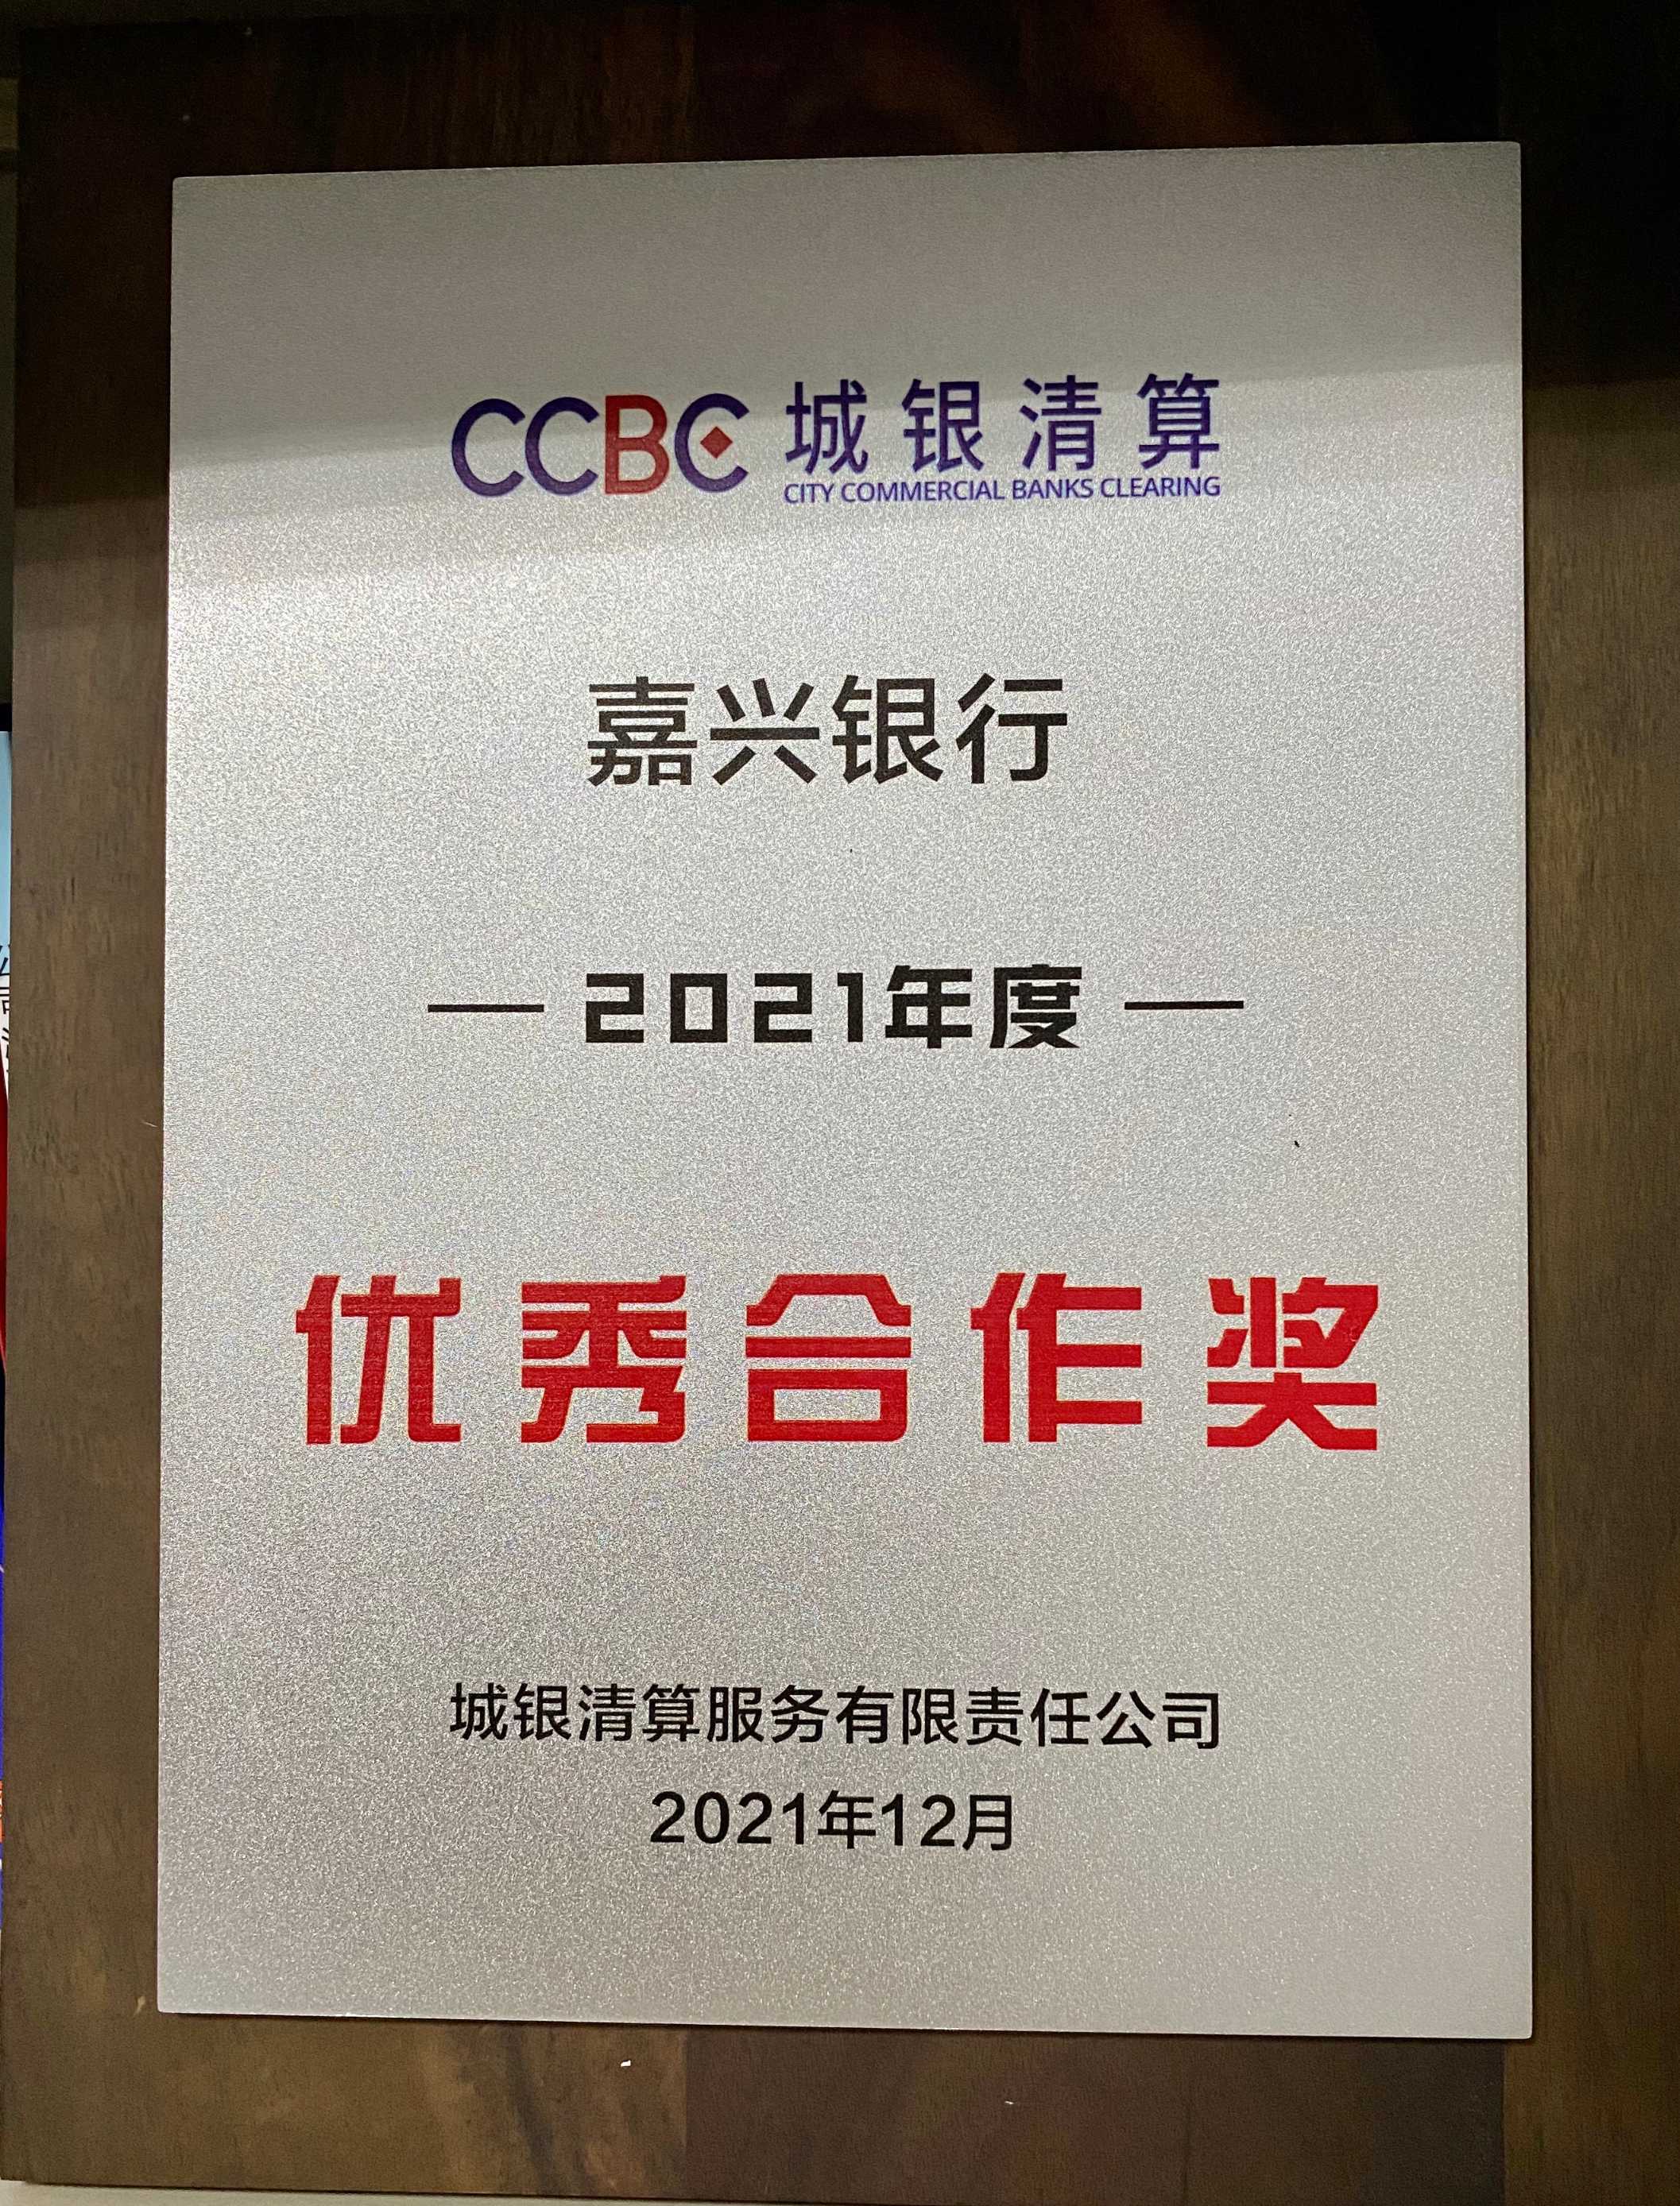 CCBC 城银清算
CITY COMMERCIAL BANKS CLEARING
嘉兴银行
— 2021年度 —
优秀合作奖
城银清算服务有限责任公司
2021年12月